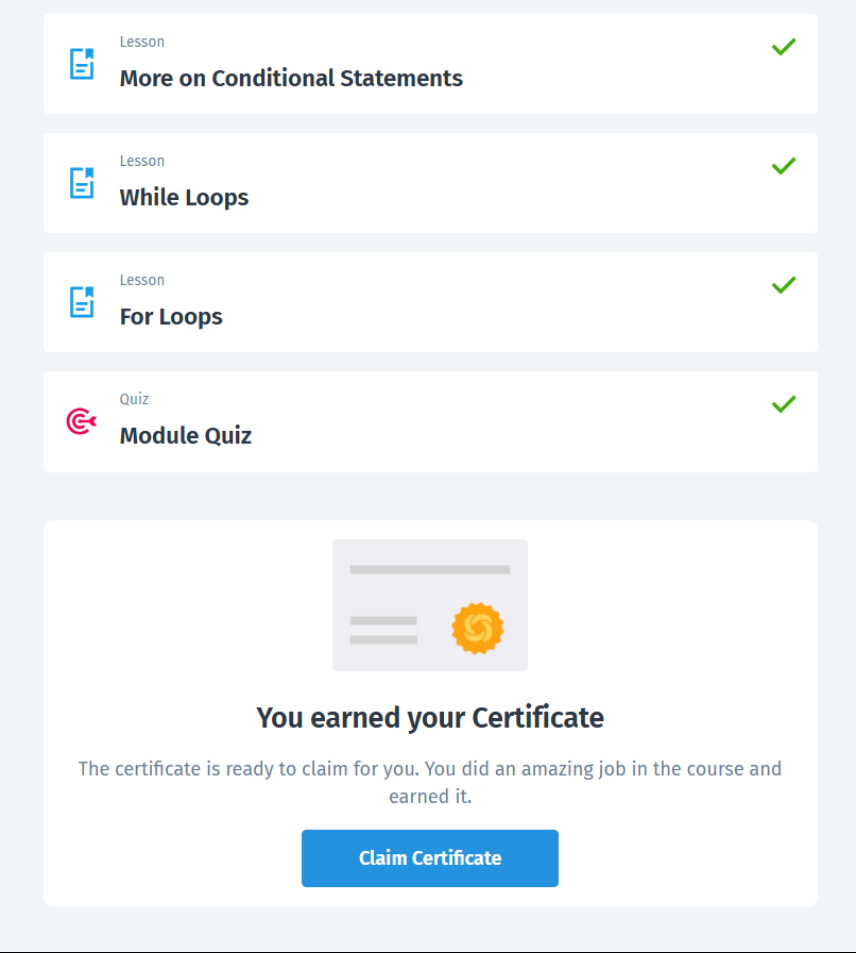 Lesson
More on Conditional Statements
Lesson
While Loops
Lesson
For Loops
Quiz
Module Quiz
You earned your Certificate
The certificate is ready to claim for you. You did an amazing job in the course and
earned it.
Claim Certificate